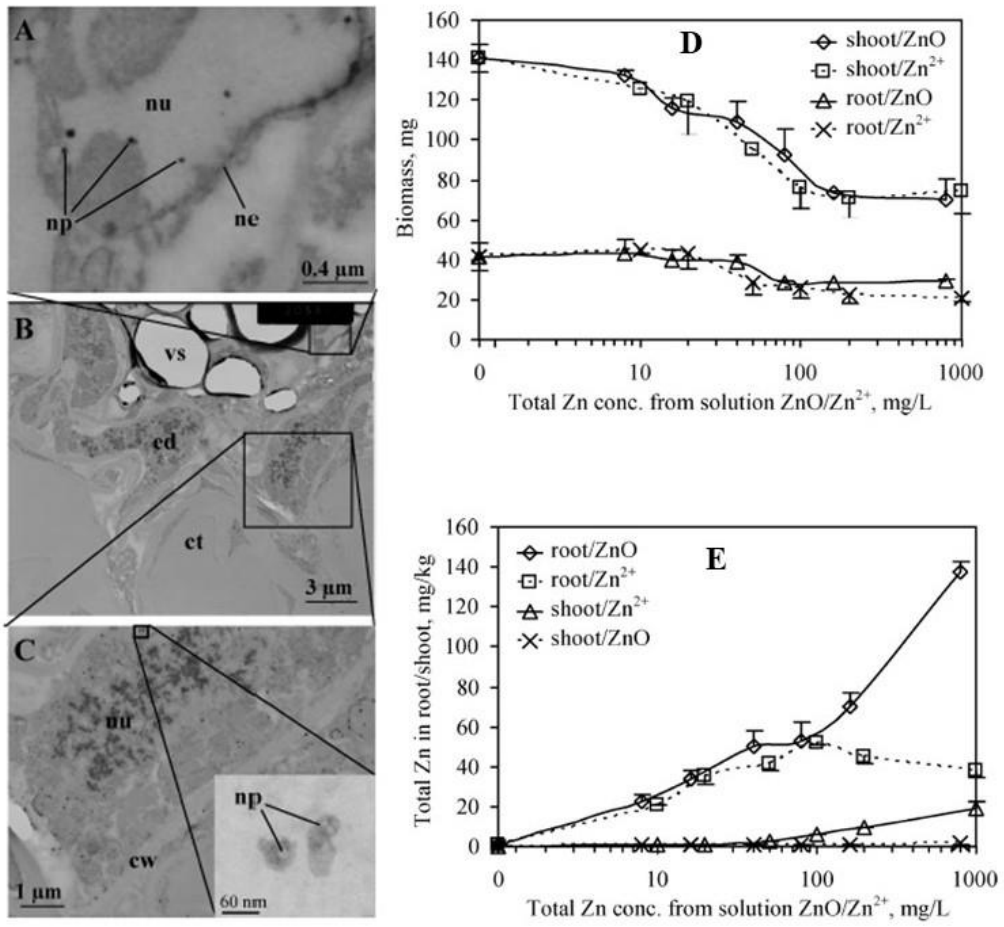 A
nu
np
ne
0.4 µm
B
vs
cd
ct
3 µm
C
nu
np
cw
1 µm
60 nm
D
160
140
120
100
80
60
40
20
0
Biomass, mg
shoot/ZnO
shoot/Zn²⁺
root/ZnO
root/Zn²⁺
0 10 100 1000
Total Zn conc. from solution ZnO/Zn²⁺, mg/L
E
160
140
120
100
80
60
40
20
0
Total Zn in root/shoot, mg/kg
root/ZnO
root/Zn²⁺
shoot/Zn²⁺
shoot/ZnO
0 10 100 1000
Total Zn conc. from solution ZnO/Zn²⁺, mg/L